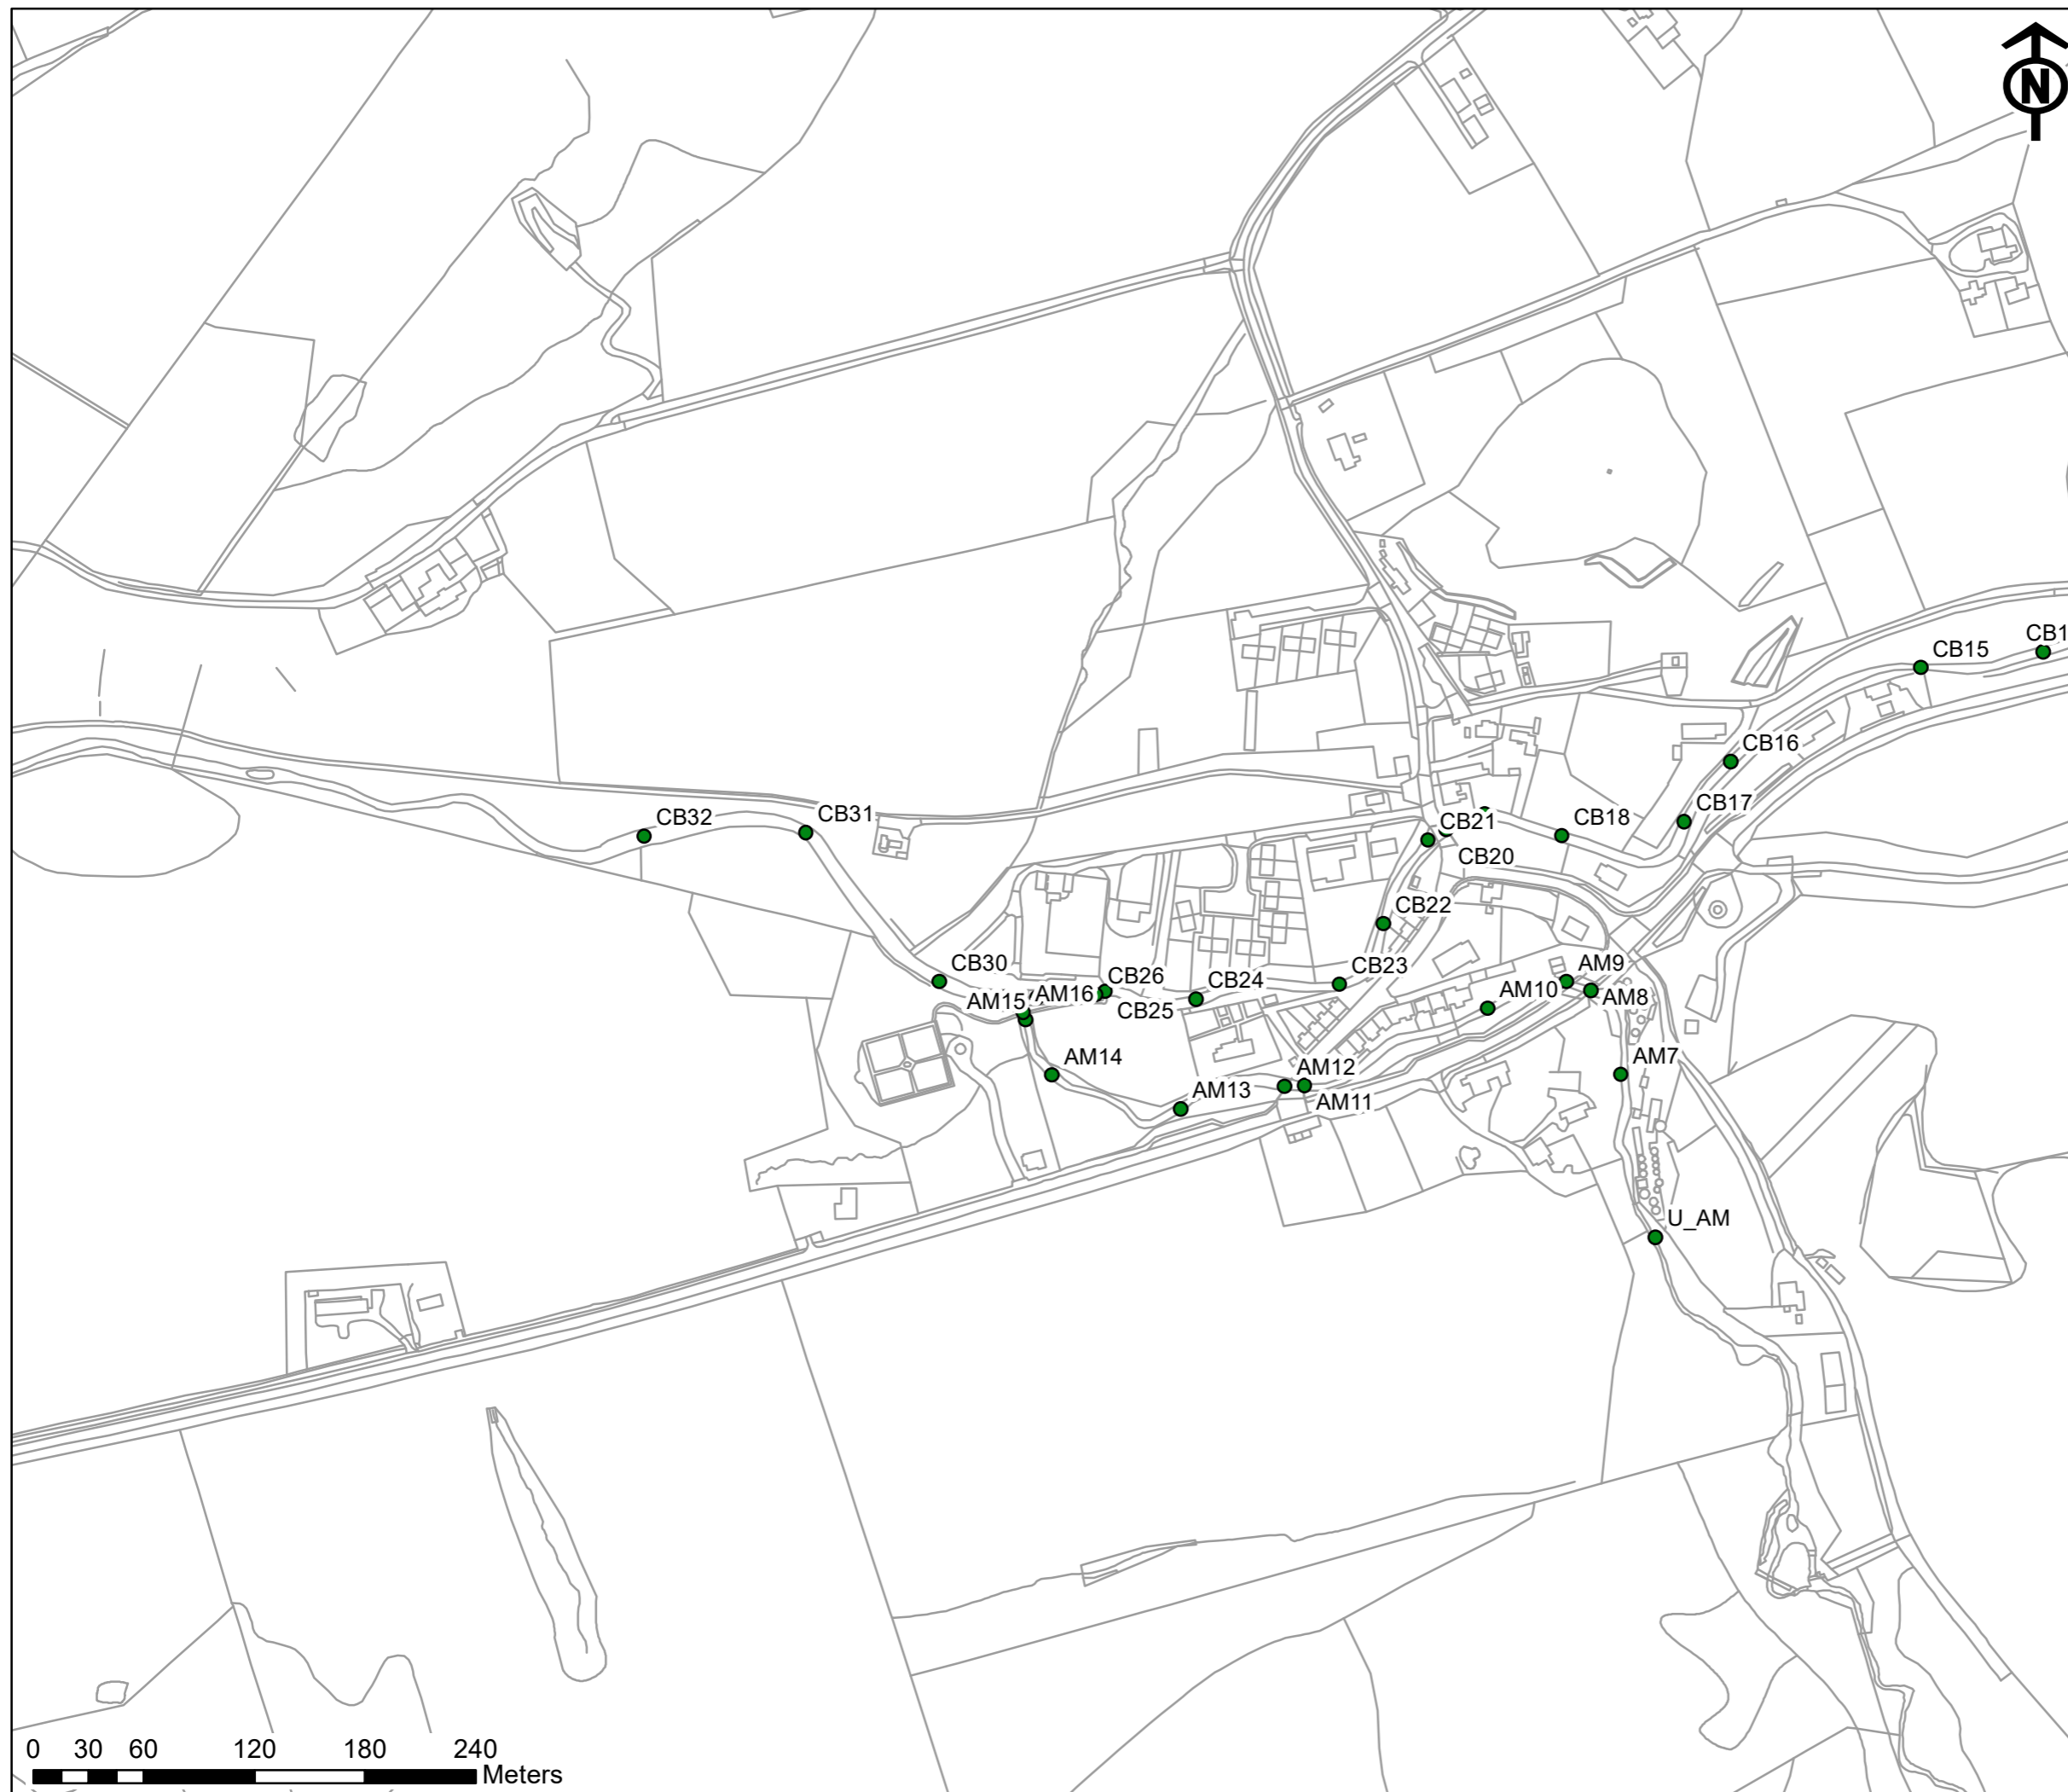 N
CB15
CB1
CB16
CB17
CB32
CB31
CB21
CB18
CB20
CB22
CB30
CB26
CB24
CB23
AM9
AM15
AM16
CB25
AM10
AM8
AM14
AM7
AM13
AM12
AM11
U_AM
0 30 60 120 180 240
Meters